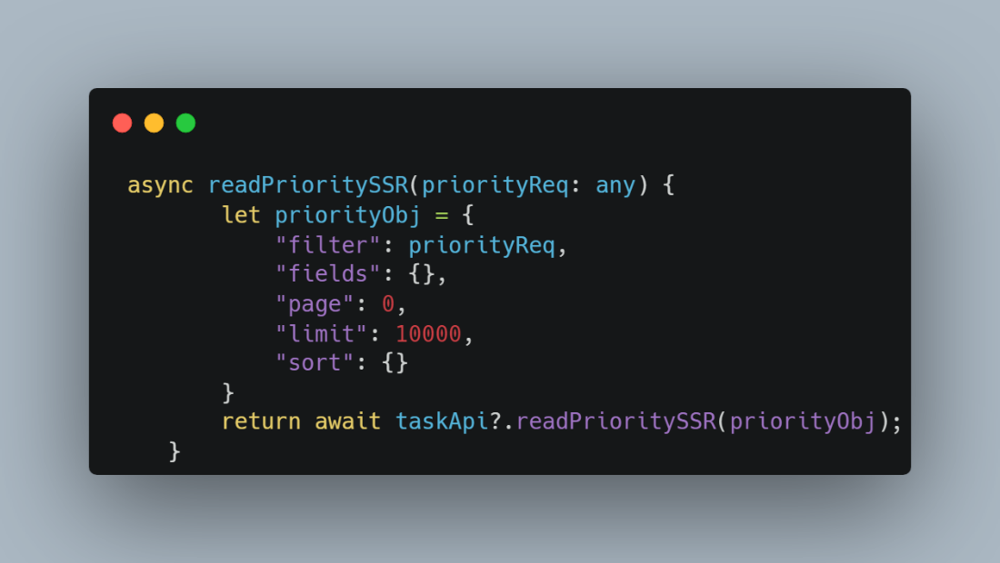 async readPrioritySSR(priorityReq: any) {
let priorityObj = {
"filter": priorityReq,
"fields": {},
"page": 0,
"limit": 10000,
"sort": {}
}
return await taskApi?.readPrioritySSR(priorityObj);
}